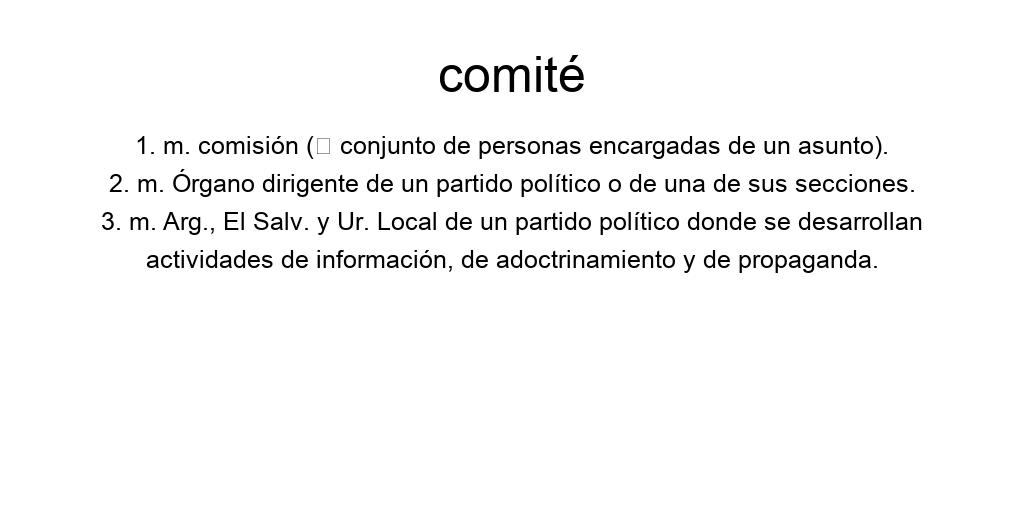 comité
1. m. comisión (▯ conjunto de personas encargadas de un asunto).
2. m. Órgano dirigente de un partido político o de una de sus secciones.
3. m. Arg., El Salv. y Ur. Local de un partido político donde se desarrollan
actividades de información, de adoctrinamiento y de propaganda.